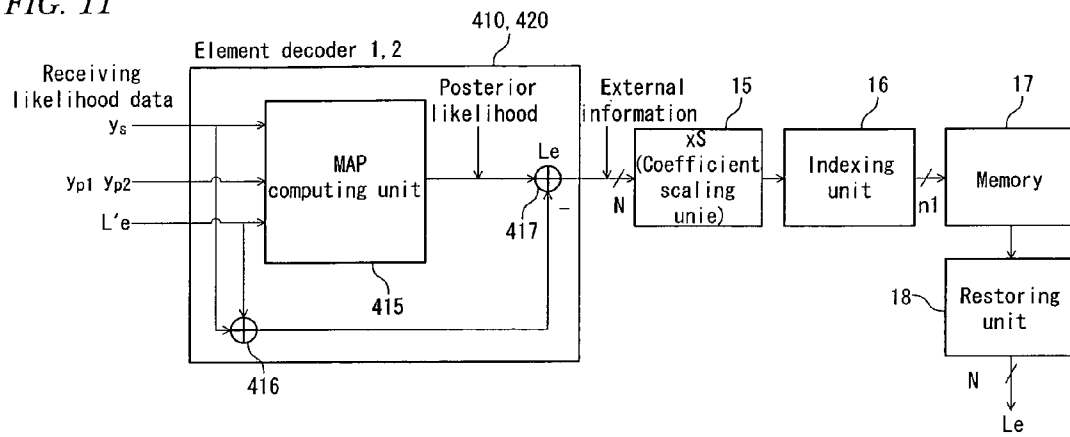 FIG. 11
410, 420
Element decoder 1, 2
Receiving
likelihood data
ys
yp1 yp2
L'e
MAP
computing unit
415
416
Posterior
likelihood
Le
417
−
External
information
N
15
xS
(Coefficient
scaling
unie)
16
Indexing
unit
n1
17
Memory
18
Restoring
unit
N
Le